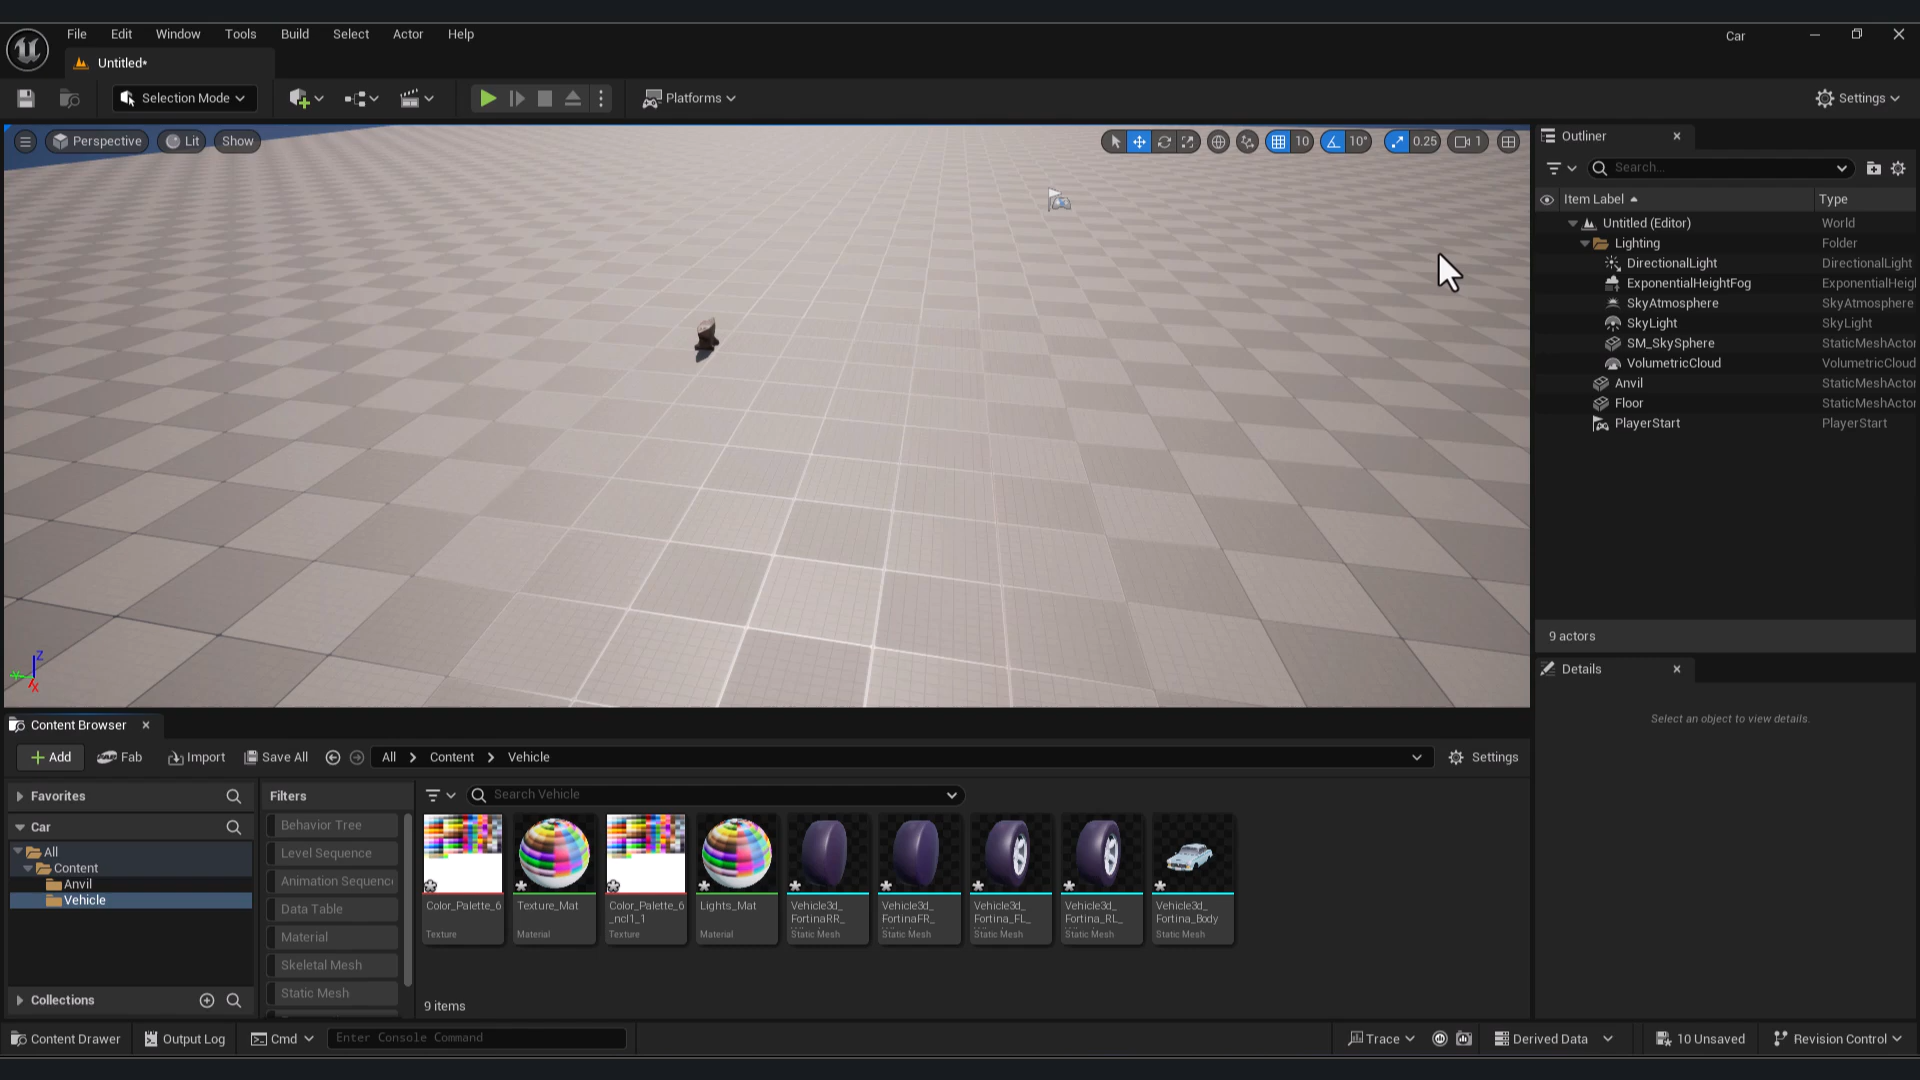 File Edit Window Tools Build Select Actor Help
Car
Untitled*
Selection Mode
Platforms
Settings
Perspective
Lit
Show
10
10°
0.25
1
Outliner
Search...
Item Label
Type
Untitled (Editor)
World
Lighting
Folder
DirectionalLight
DirectionalLight
ExponentialHeightFog
ExponentialHeigl
SkyAtmosphere
SkyAtmosphere
SkyLight
SkyLight
SM_SkySphere
StaticMeshActor
VolumetricCloud
VolumetricCloud
Anvil
StaticMeshActor
Floor
StaticMeshActor
PlayerStart
PlayerStart
9 actors
Details
Select an object to view details.
Z
Y
X
Content Browser
Add
Fab
Import
Save All
All > Content > Vehicle
Settings
Favorites
Car
All
Content
Anvil
Vehicle
Collections
Filters
Behavior Tree
Level Sequence
Animation Sequenc
Data Table
Material
Skeletal Mesh
Static Mesh
Search Vehicle
Color_Palette_6
Texture
Texture_Mat
Material
Color_Palette_6
_ncl1_1
Texture
Lights_Mat
Material
Vehicle3d_
FortinaRR_
Static Mesh
Vehicle3d_
FortinaFR_
Static Mesh
Vehicle3d_
Fortina_FL_
Static Mesh
Vehicle3d_
Fortina_RL_
Static Mesh
Vehicle3d_
Fortina_Body
Static Mesh
9 items
Content Drawer
Output Log
Cmd
Enter Console Command
Trace
Derived Data
10 Unsaved
Revision Control